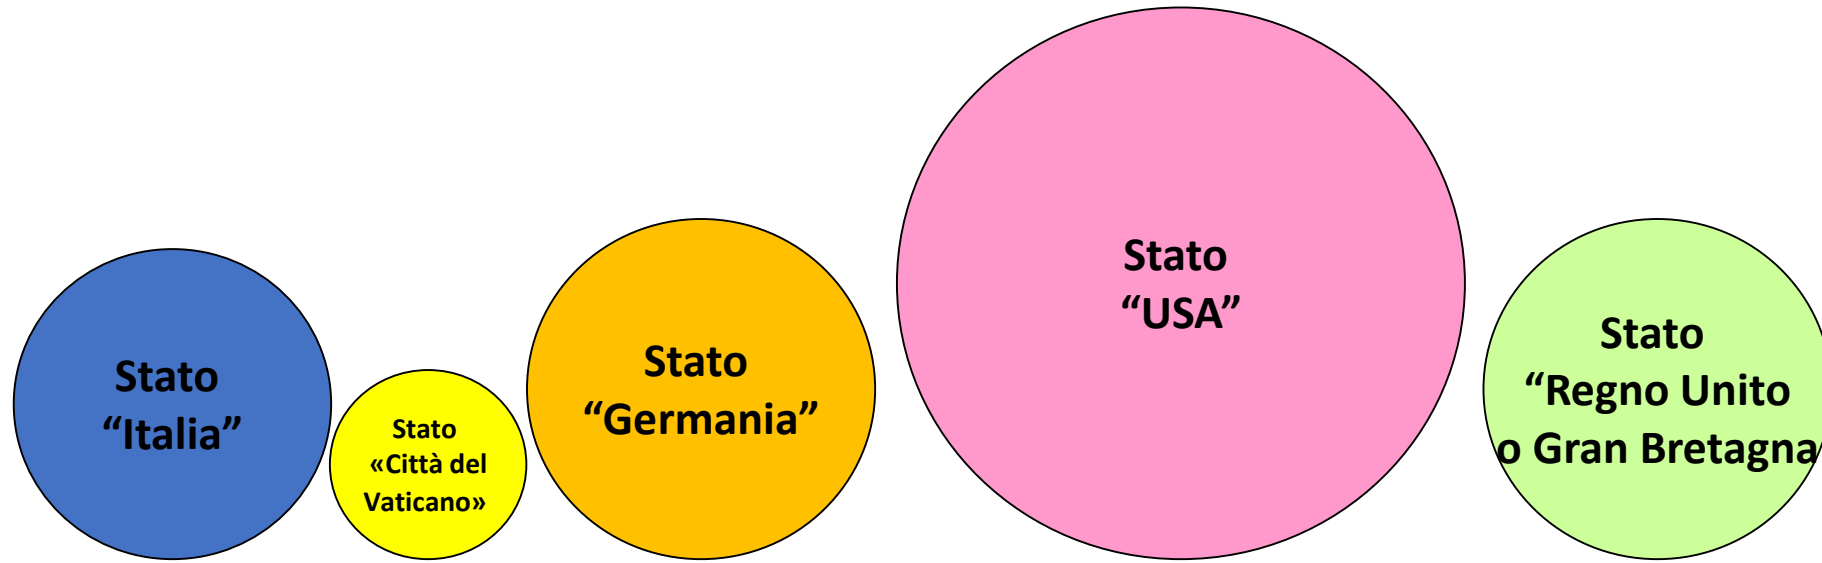 Stato
“Italia”
Stato
«Città del
Vaticano»
Stato
“Germania”
Stato
“USA”
Stato
“Regno Unito
o Gran Bretagna